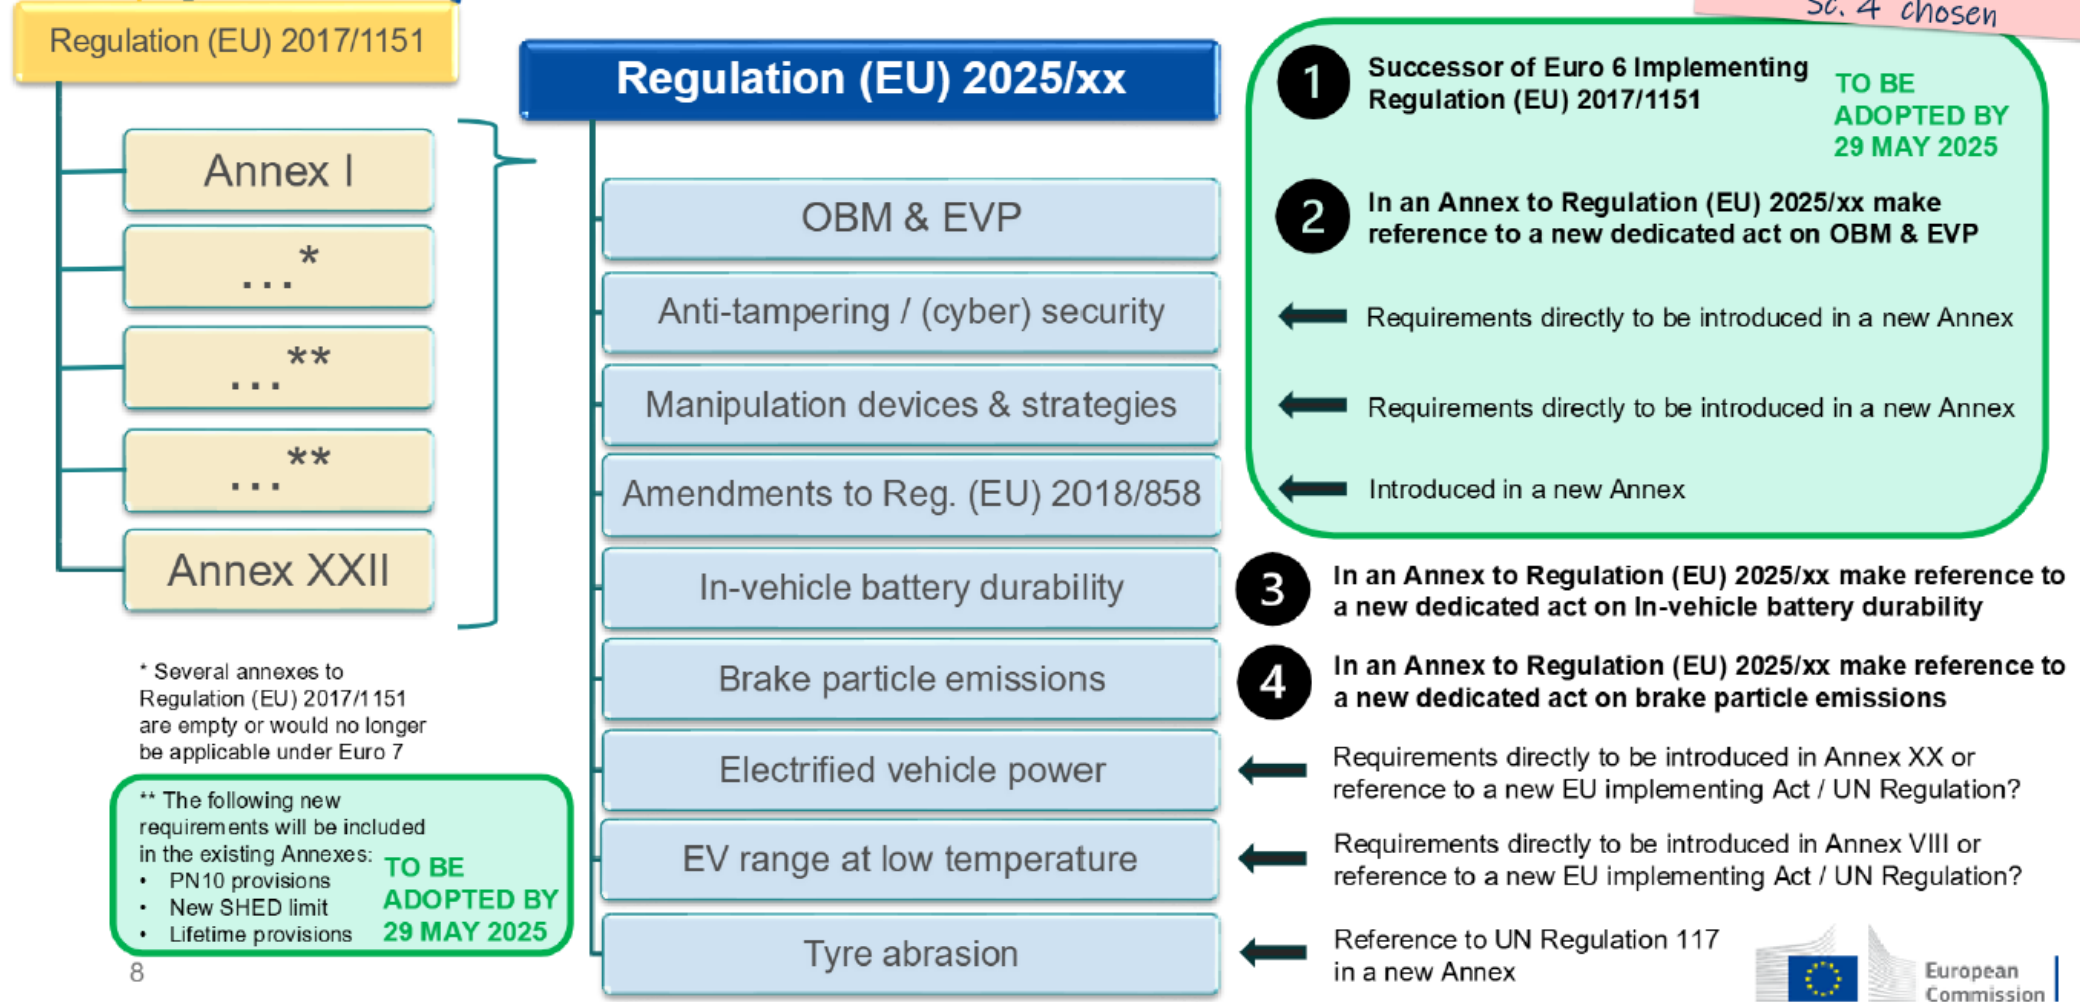 Sc. 4 chosen
Regulation (EU) 2017/1151
Annex I
...*
...**
...**
Annex XXII
* Several annexes to
Regulation (EU) 2017/1151
are empty or would no longer
be applicable under Euro 7
** The following new
requirements will be included
in the existing Annexes:
• PN10 provisions
• New SHED limit
• Lifetime provisions
TO BE
ADOPTED BY
29 MAY 2025
8
Regulation (EU) 2025/xx
OBM & EVP
Anti-tampering / (cyber) security
Manipulation devices & strategies
Amendments to Reg. (EU) 2018/858
In-vehicle battery durability
Brake particle emissions
Electrified vehicle power
EV range at low temperature
Tyre abrasion
1
Successor of Euro 6 Implementing
Regulation (EU) 2017/1151
TO BE
ADOPTED BY
29 MAY 2025
2
In an Annex to Regulation (EU) 2025/xx make
reference to a new dedicated act on OBM & EVP
Requirements directly to be introduced in a new Annex
Requirements directly to be introduced in a new Annex
Introduced in a new Annex
3
In an Annex to Regulation (EU) 2025/xx make reference to
a new dedicated act on In-vehicle battery durability
4
In an Annex to Regulation (EU) 2025/xx make reference to
a new dedicated act on brake particle emissions
Requirements directly to be introduced in Annex XX or
reference to a new EU implementing Act / UN Regulation?
Requirements directly to be introduced in Annex VIII or
reference to a new EU implementing Act / UN Regulation?
Reference to UN Regulation 117
in a new Annex
European
Commission